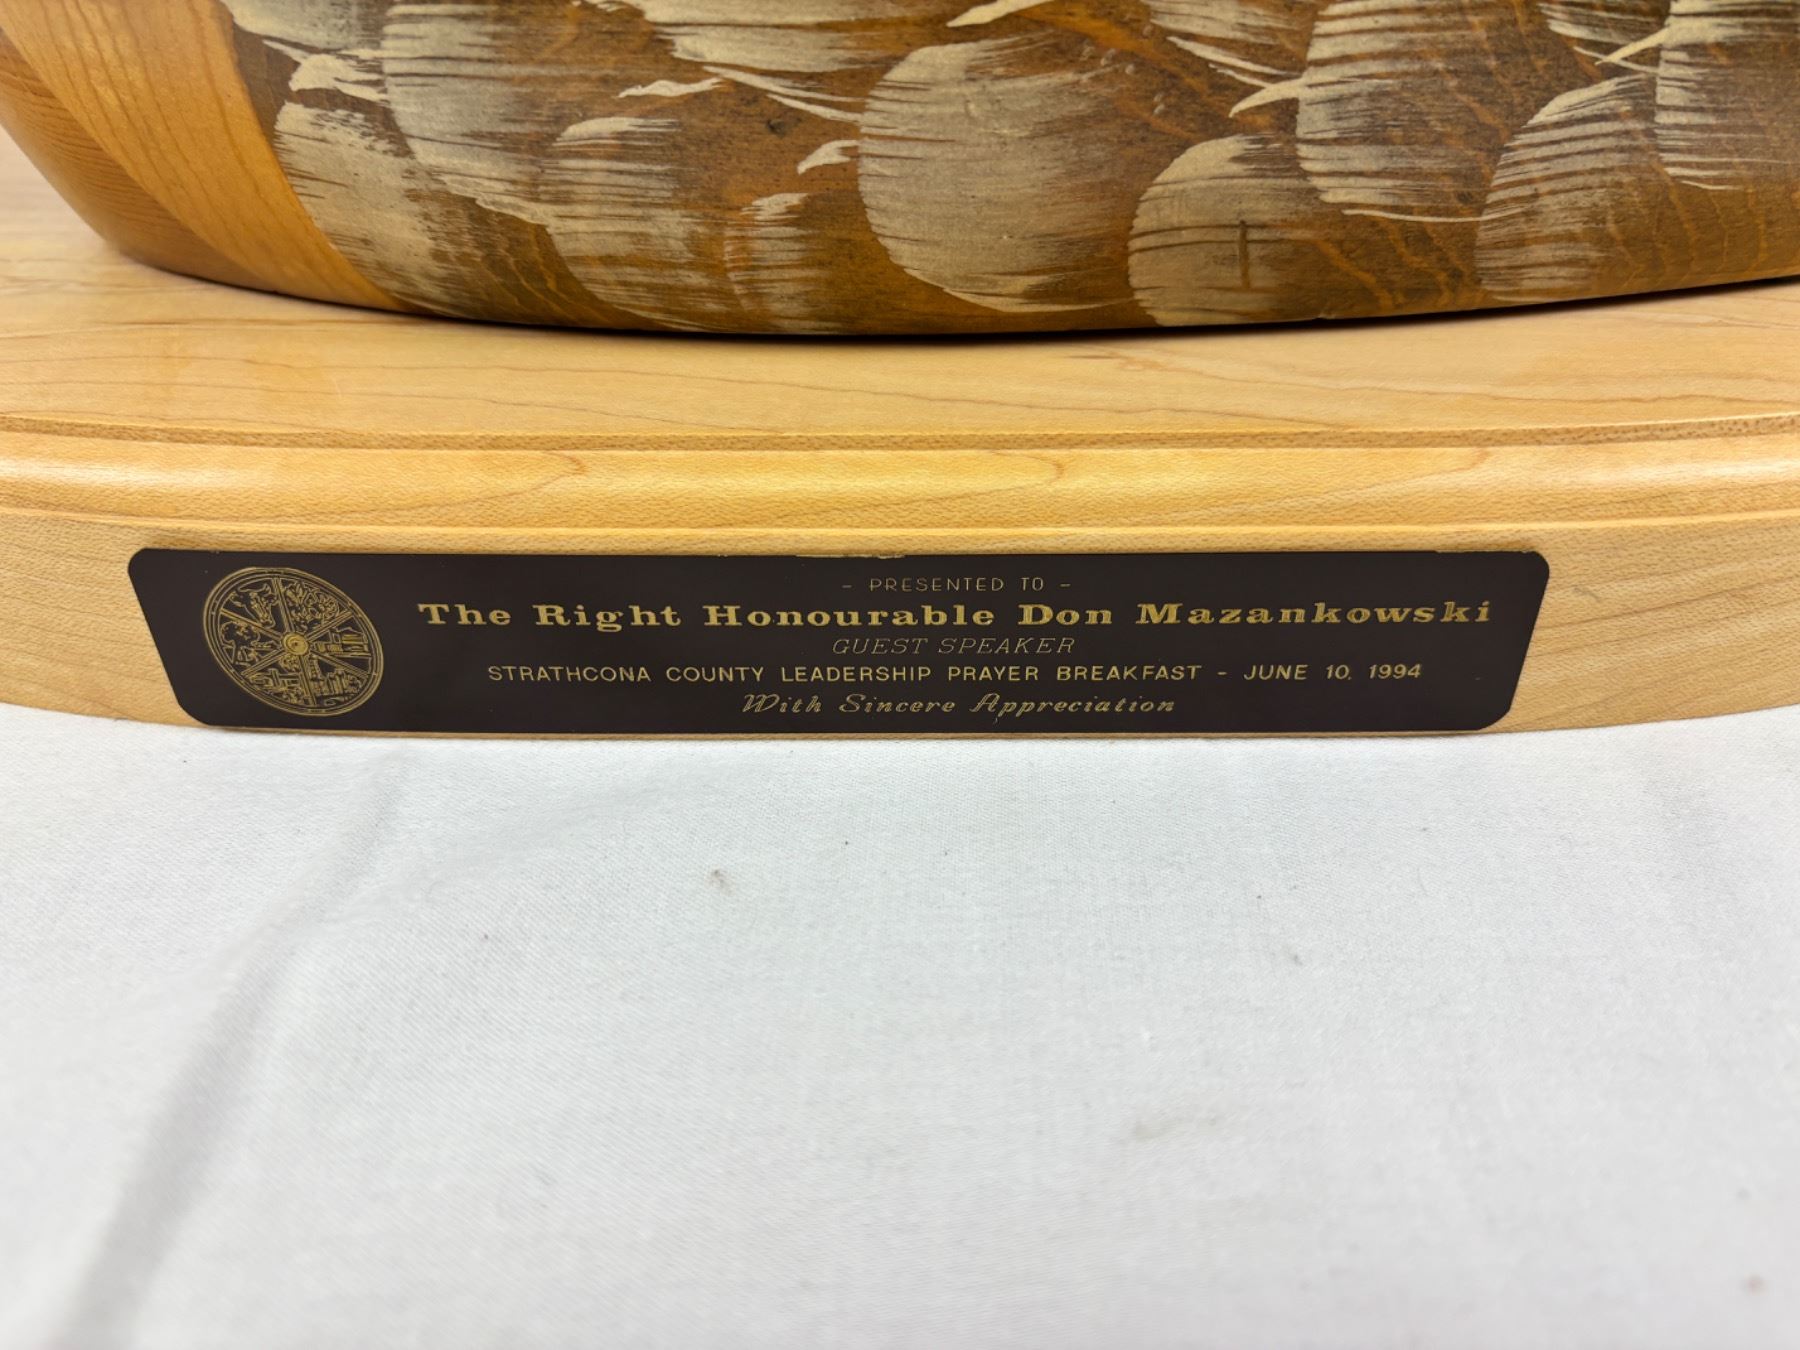 - PRESENTED TO -
The Right Honourable Don Mazankowski
GUEST SPEAKER
STRATHCONA COUNTY LEADERSHIP PRAYER BREAKFAST - JUNE 10, 1994
With Sincere Appreciation